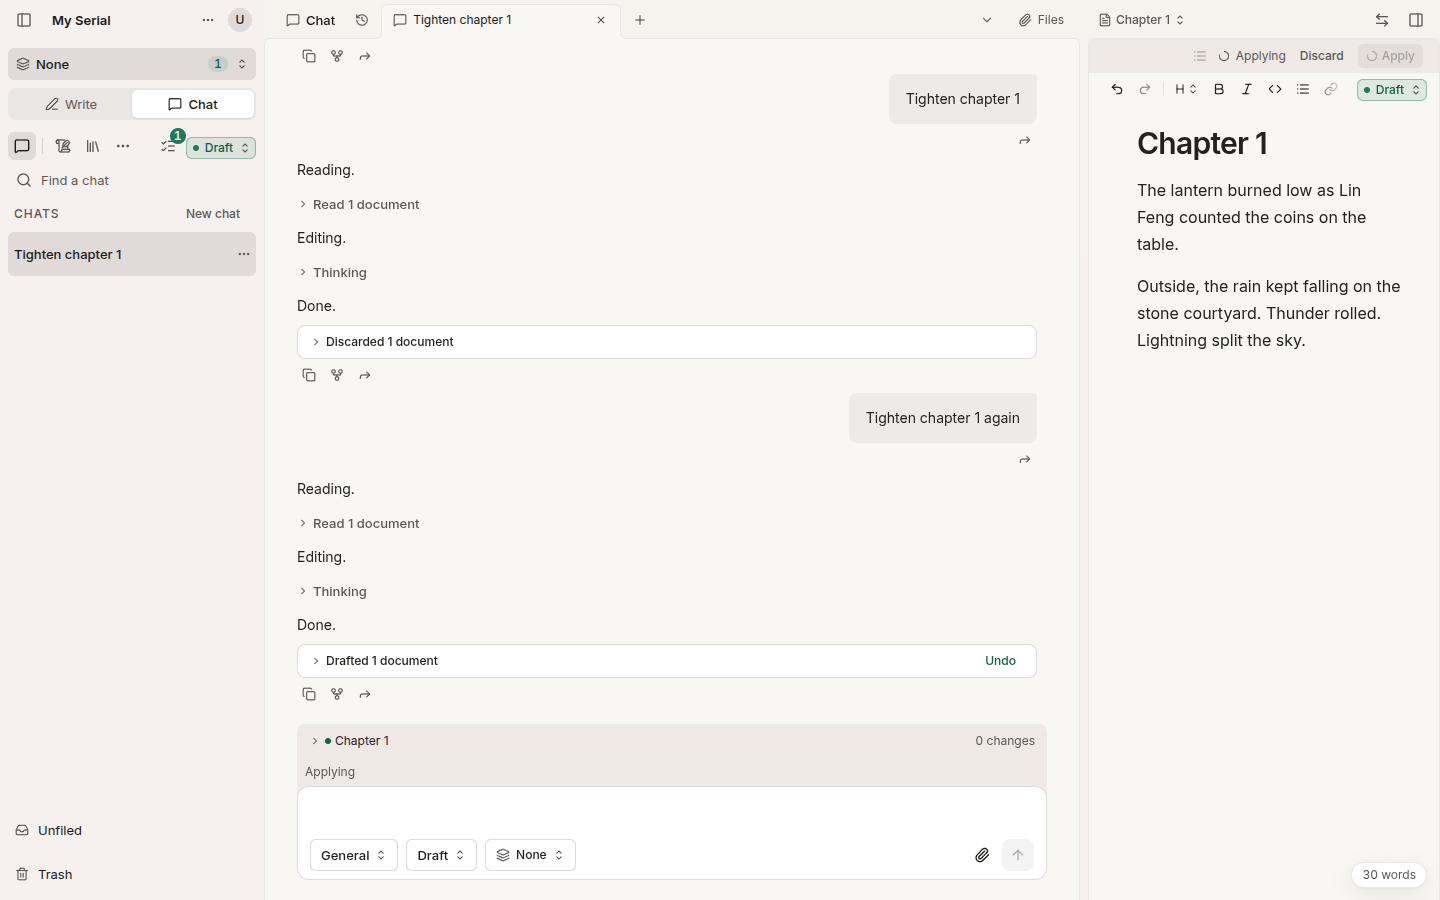 My Serial
U
None
1
Write
Chat
1
Draft
Find a chat
CHATS
New chat
Tighten chapter 1
Unfiled
Trash
Chat
Tighten chapter 1
Files
Tighten chapter 1
Reading.
Read 1 document
Editing.
Thinking
Done.
Discarded 1 document
Tighten chapter 1 again
Reading.
Read 1 document
Editing.
Thinking
Done.
Drafted 1 document
Undo
Chapter 1
0 changes
Applying
General
Draft
None
Chapter 1
Applying
Discard
Apply
H
B
I
Draft
Chapter 1
The lantern burned low as Lin
Feng counted the coins on the
table.
Outside, the rain kept falling on the
stone courtyard. Thunder rolled.
Lightning split the sky.
30 words